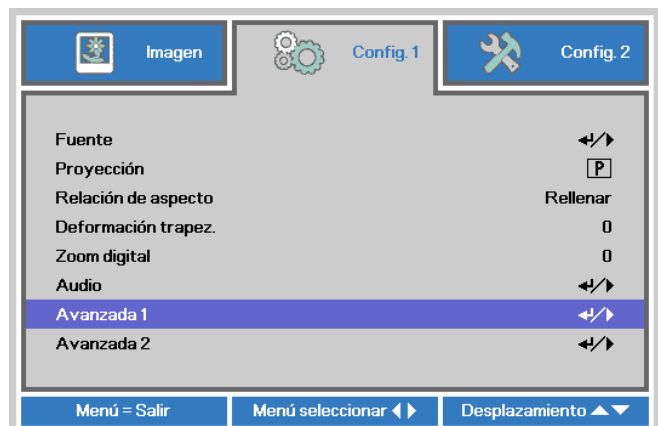 Imagen
Config. 1
Config. 2
Fuente ↵/▶
Proyección P
Relación de aspecto Rellenar
Deformación trapez. 0
Zoom digital 0
Audio ↵/▶
Avanzada 1 ↵/▶
Avanzada 2 ↵/▶
Menú = Salir
Menú seleccionar ◀▶
Desplazamiento ▲▼